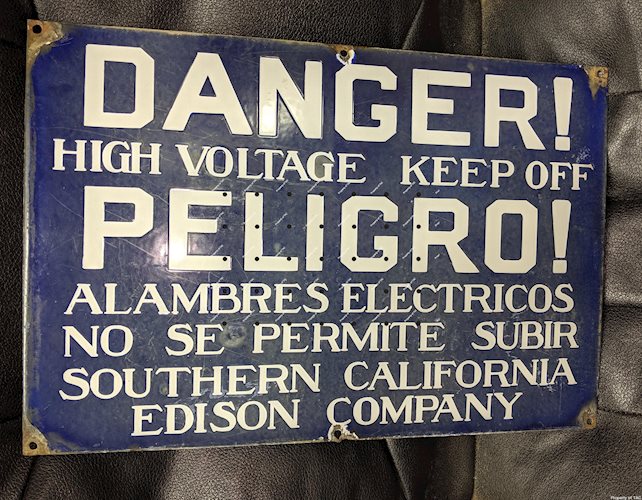 DANGER!
HIGH VOLTAGE KEEP OFF
PELIGRO!
ALAMBRES ELECTRICOS
NO SE PERMITE SUBIR
SOUTHERN CALIFORNIA
EDISON COMPANY